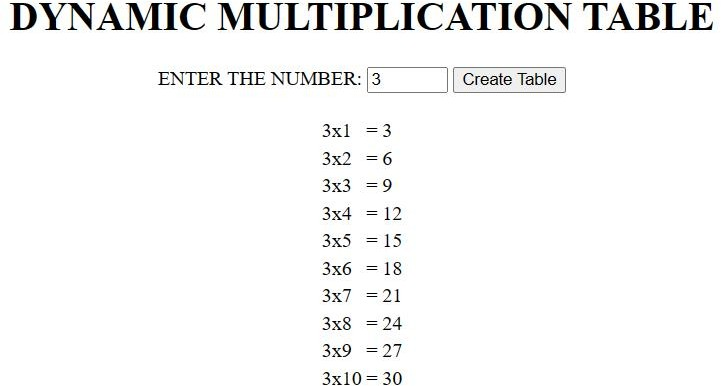 DYNAMIC MULTIPLICATION TABLE
ENTER THE NUMBER: 3 Create Table
3x1 = 3
3x2 = 6
3x3 = 9
3x4 = 12
3x5 = 15
3x6 = 18
3x7 = 21
3x8 = 24
3x9 = 27
3x10 = 30